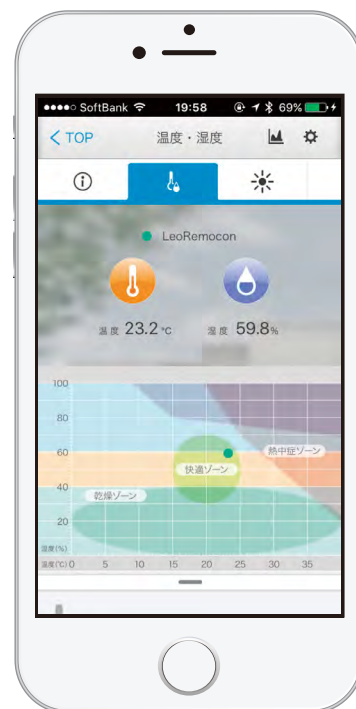 SoftBank 19:58 69%
TOP 温度・湿度
LeoRemocon
温度 23.2 ℃ 湿度 59.8%
100
80
60 熱中症ゾーン
快適ゾーン
40 乾燥ゾーン
20
湿度(%)
温度(℃) 0 5 10 15 20 25 30 35